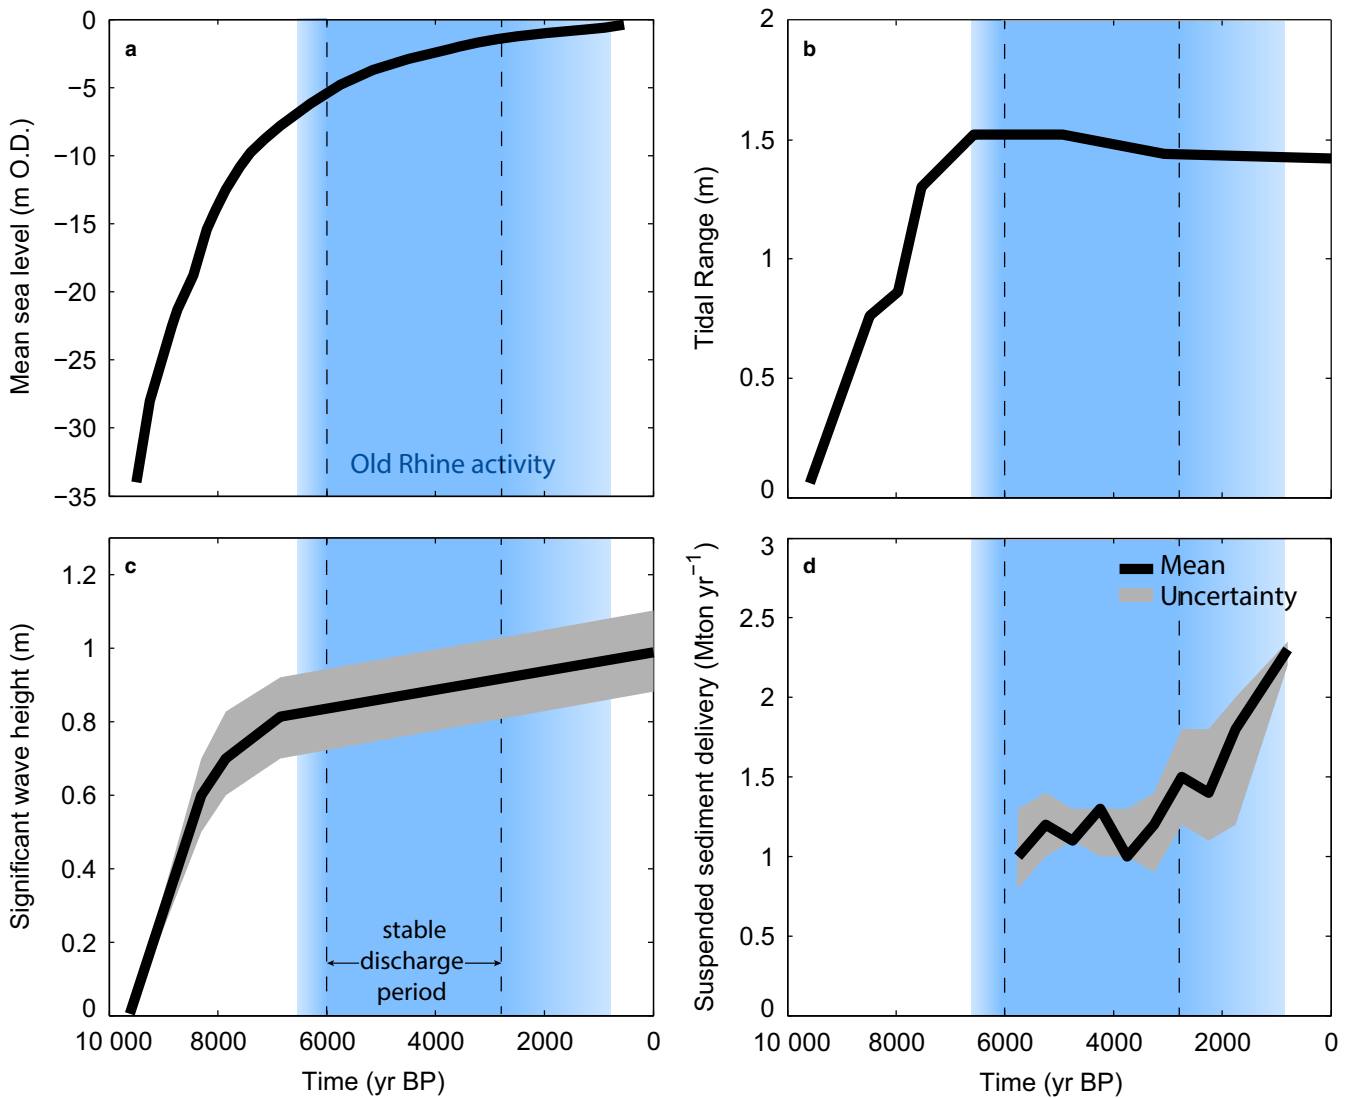 a
0
−5
−10
−15
−20
−25
−30
−35
Mean sea level (m O.D.)
Old Rhine activity
b
2
1.5
1
0.5
0
Tidal Range (m)
c
1.2
1
0.8
0.6
0.4
0.2
0
Significant wave height (m)
stable
discharge
period
10 000
8000
6000
4000
2000
0
Time (yr BP)
d
3
2.5
2
1.5
1
0.5
0
Suspended sediment delivery (Mton yr⁻¹)
Mean
Uncertainty
10 000
8000
6000
4000
2000
0
Time (yr BP)